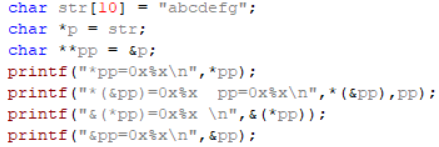 char str[10] = "abcdefg";
char *p = str;
char **pp = &p;
printf("*pp=0x%x\n",*pp);
printf("*(&pp)=0x%x  pp=0x%x\n",*(&pp),pp);
printf("&(*pp)=0x%x \n",&(*pp));
printf("&pp=0x%x\n",&pp);